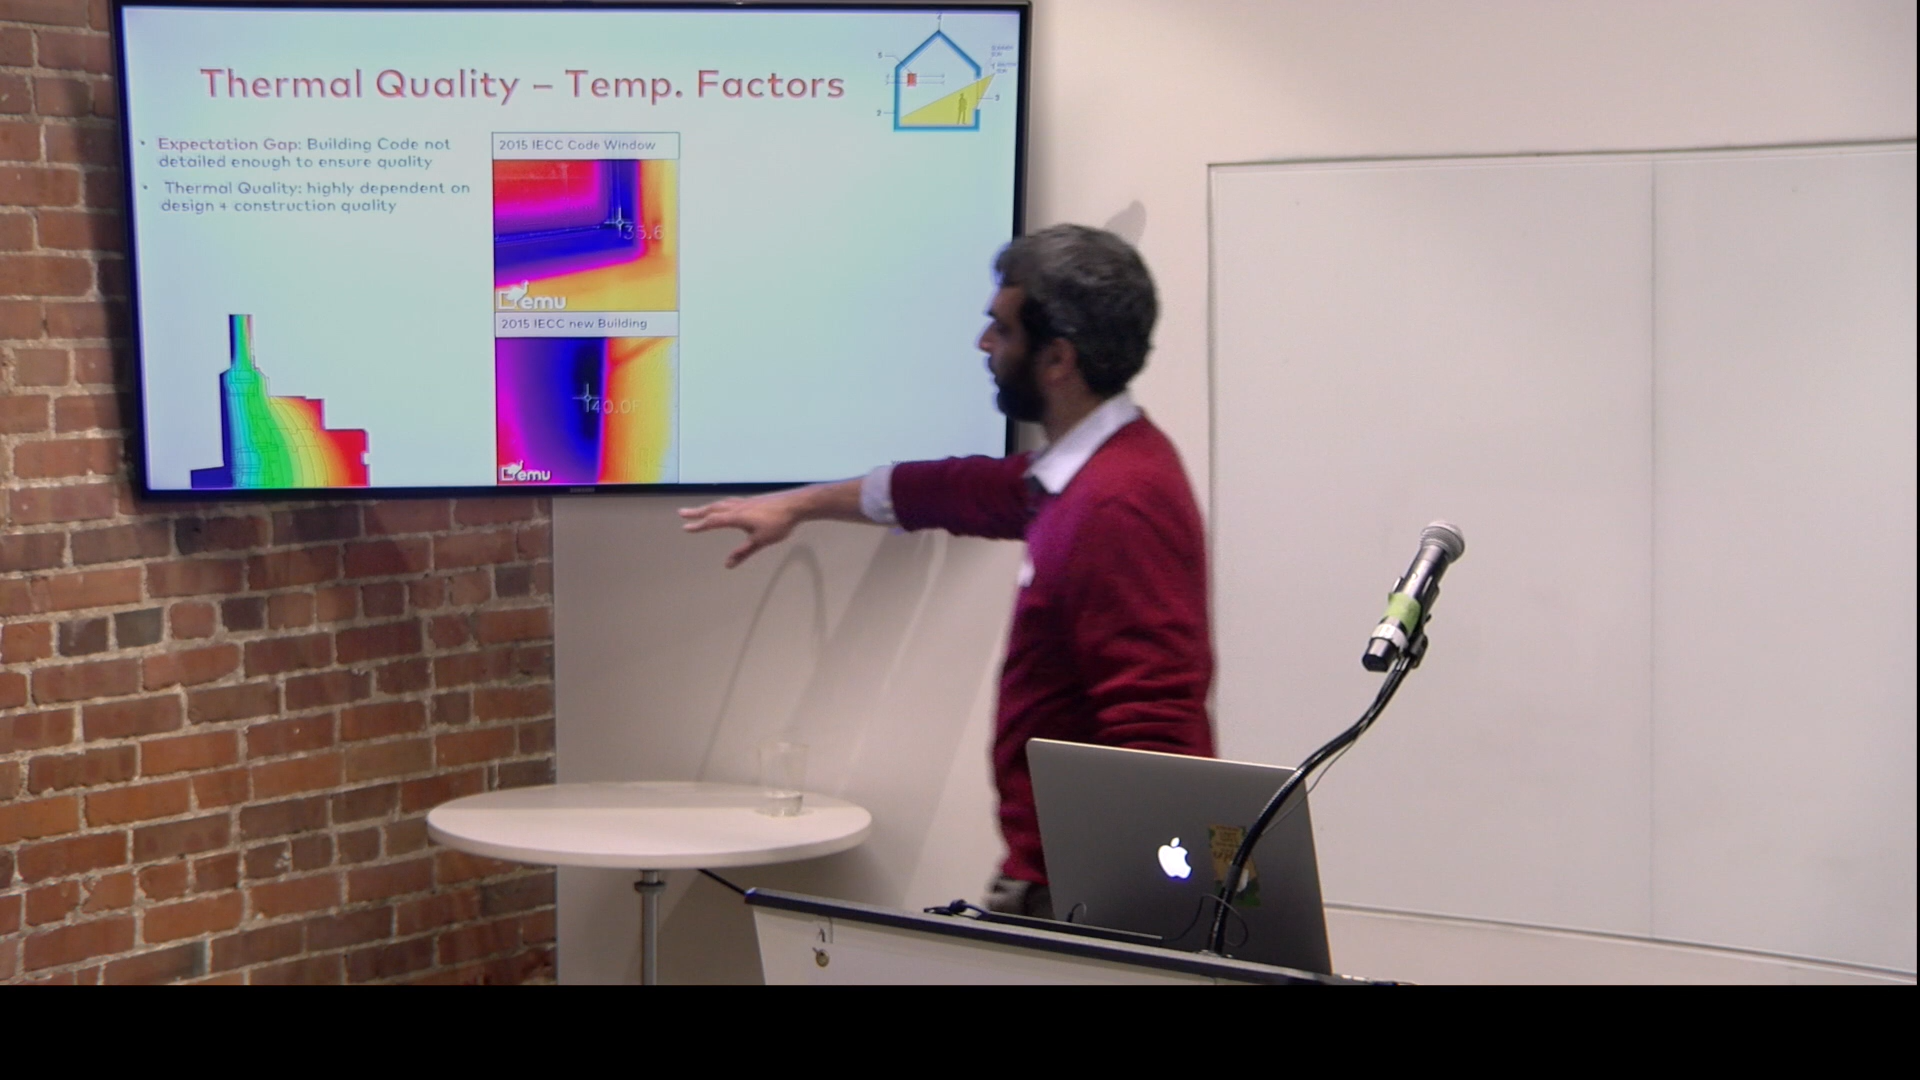 Thermal Quality – Temp. Factors
• Expectation Gap: Building Code not
detailed enough to ensure quality
• Thermal Quality: highly dependent on
design + construction quality
2015 IECC Code Window
35.6
emu
2015 IECC new Building
40.0F
emu